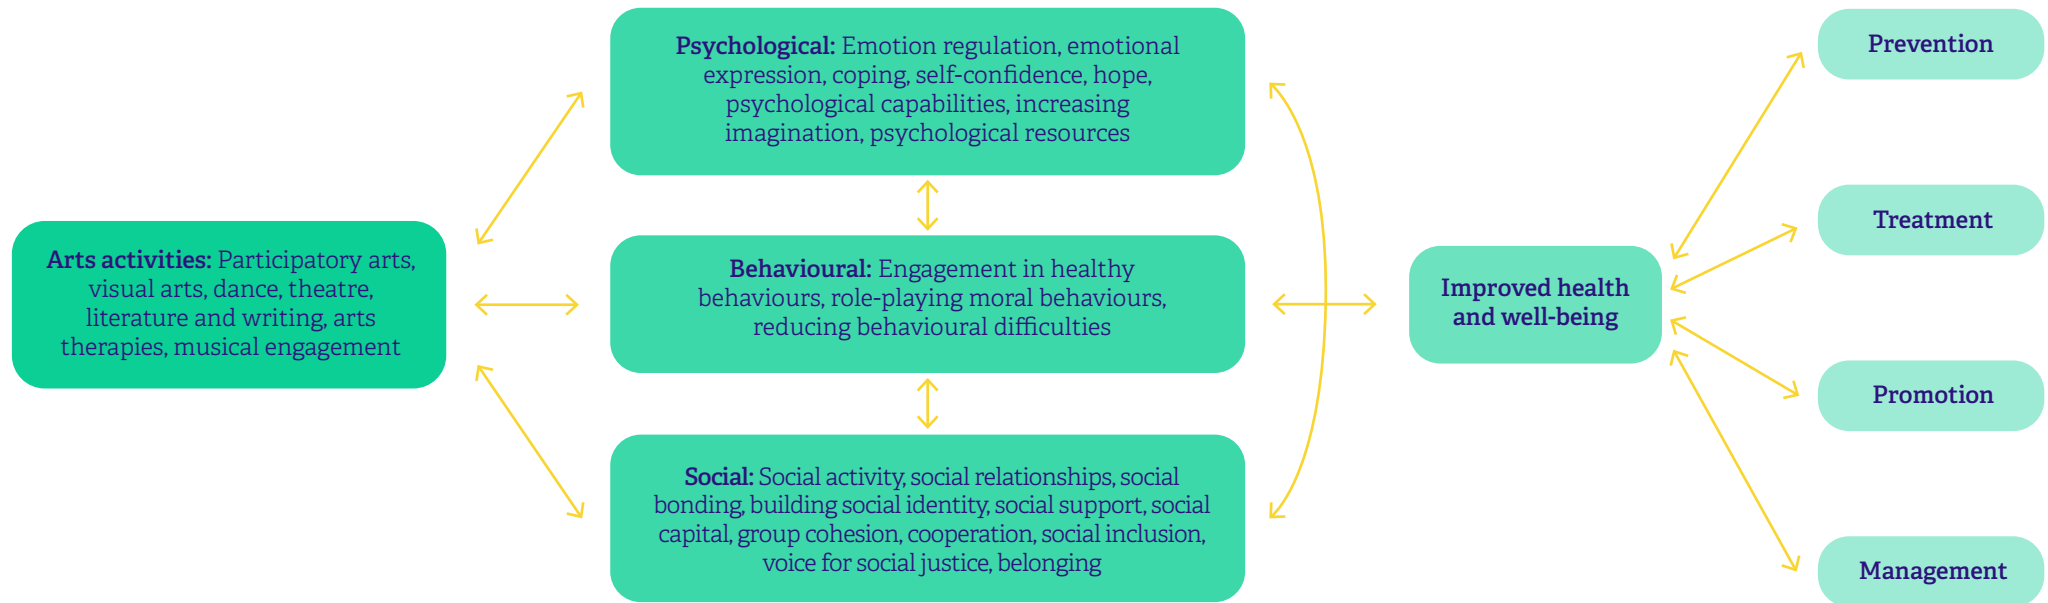 Arts activities: Participatory arts,
visual arts, dance, theatre,
literature and writing, arts
therapies, musical engagement
Psychological: Emotion regulation, emotional
expression, coping, self-confidence, hope,
psychological capabilities, increasing
imagination, psychological resources
Behavioural: Engagement in healthy
behaviours, role-playing moral behaviours,
reducing behavioural difficulties
Social: Social activity, social relationships, social
bonding, building social identity, social support, social
capital, group cohesion, cooperation, social inclusion,
voice for social justice, belonging
Improved health
and well-being
Prevention
Treatment
Promotion
Management